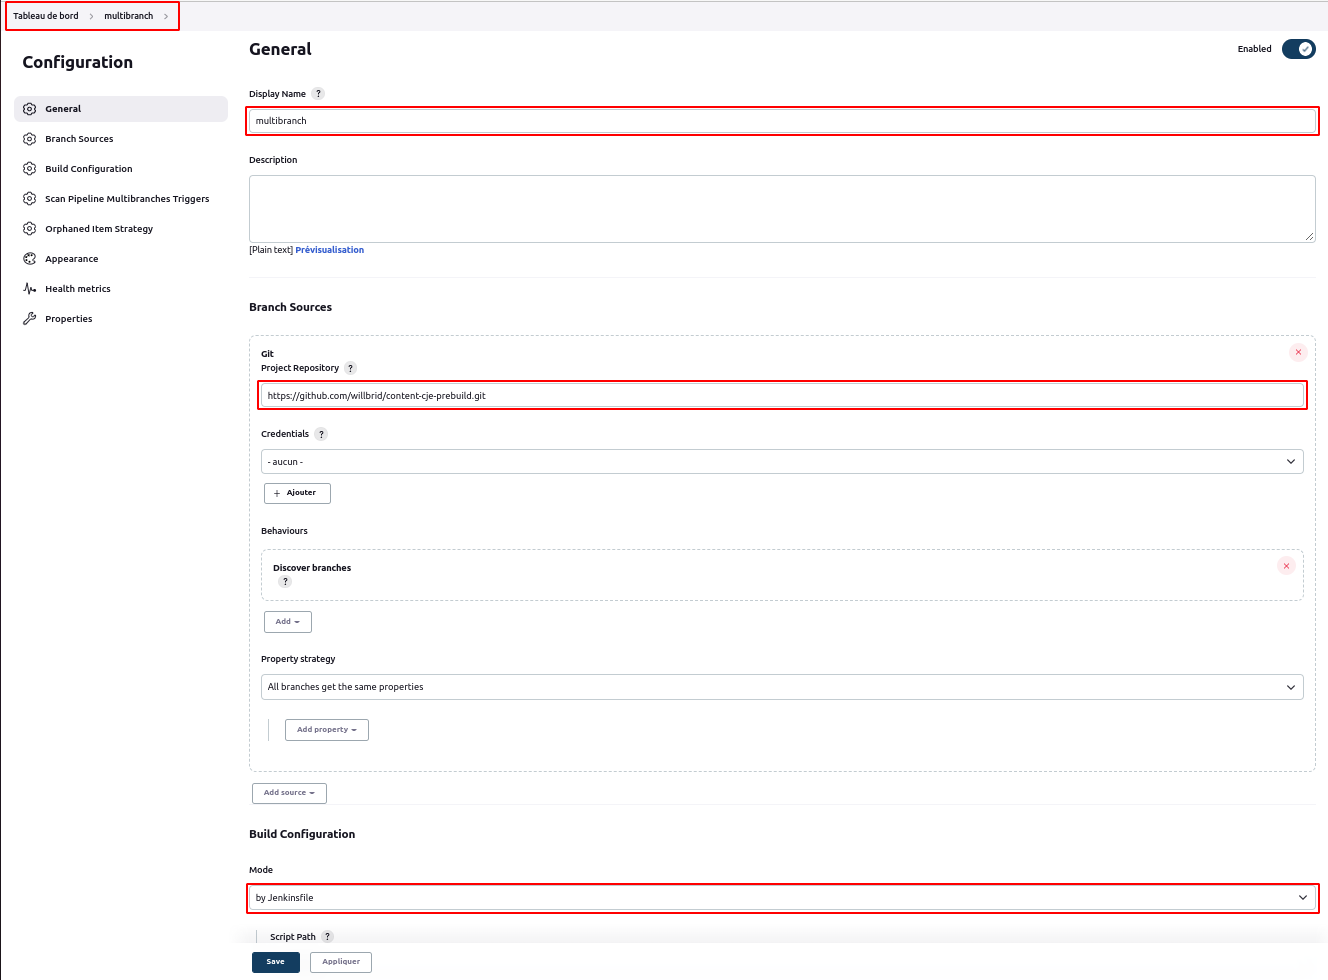 Tableau de bord > multibranch >
Configuration
General
Branch Sources
Build Configuration
Scan Pipeline Multibranches Triggers
Orphaned Item Strategy
Appearance
Health metrics
Properties
General
Enabled
Display Name ?
multibranch
Description
[Plain text] Prévisualisation
Branch Sources
Git
Project Repository ?
https://github.com/willbrid/content-cje-prebuild.git
Credentials ?
- aucun -
+ Ajouter
Behaviours
Discover branches
?
Add
Property strategy
All branches get the same properties
Add property
Add source
Build Configuration
Mode
by Jenkinsfile
Script Path ?
Save Appliquer